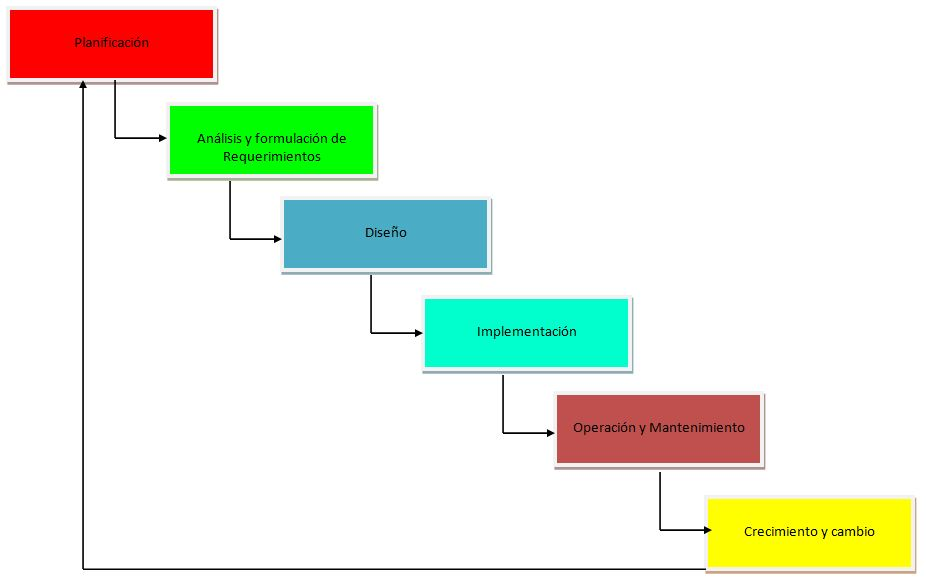 Planificación
Análisis y formulación de
Requerimientos
Diseño
Implementación
Operación y Mantenimiento
Crecimiento y cambio